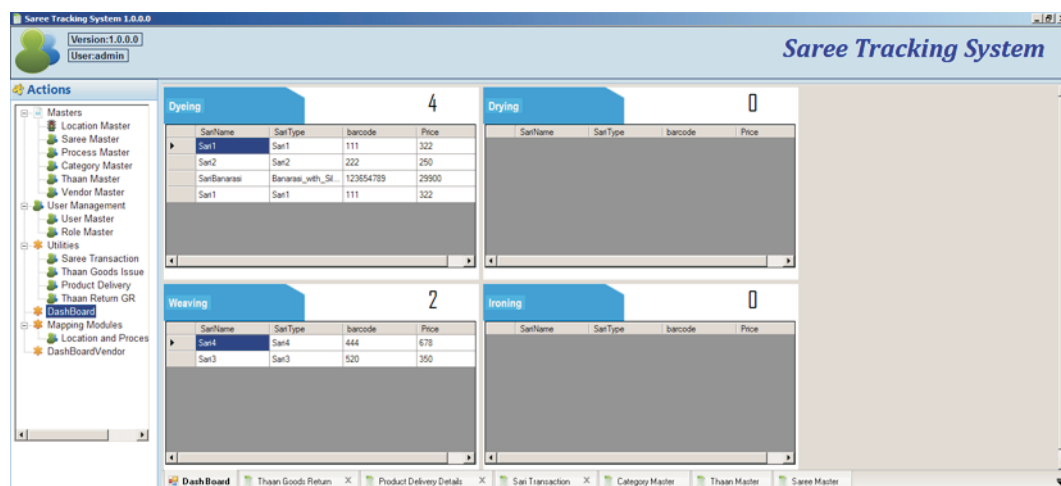 Saree Tracking System 1.0.0.0
Version:1.0.0.0
User:admin
Saree Tracking System
Actions
Masters
Location Master
Saree Master
Process Master
Category Master
Thaan Master
Vendor Master
User Management
User Master
Role Master
Utilities
Saree Transaction
Thaan Goods Issue
Product Delivery
Thaan Return GR
DashBoard
Mapping Modules
Location and Proces
DashBoardVendor
Dyeing 4
SariName SariType barcode Price
Sari1 Sari1 111 322
Sari2 Sari2 222 250
SariBanarasi Banarasi_with_Sil... 123654789 29900
Sari1 Sari1 111 322
Drying 0
SariName SariType barcode Price
Weaving 2
SariName SariType barcode Price
Sari4 Sari4 444 678
Sari3 Sari3 520 350
Ironing 0
SariName SariType barcode Price
DashBoard Thaan Goods Return X Product Delivery Details X Sari Transaction X Category Master Thaan Master Saree Master